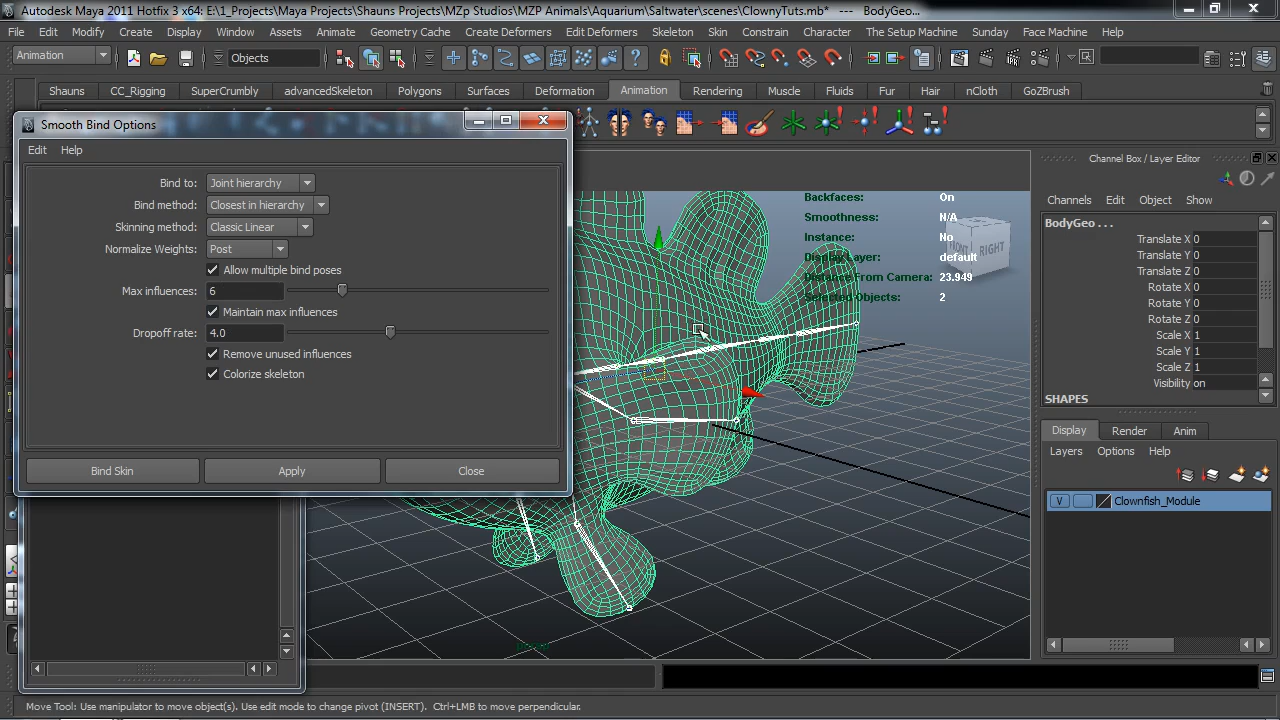 Autodesk Maya 2011 Hotfix 3 x64: E:\1_Projects\Maya Projects\Shauns Projects\MZp Studios\MZP Animals\Aquarium\Saltwater\scenes\ClownyTuts.mb* --- BodyGeo...
File Edit Modify Create Display Window Assets Animate Geometry Cache Create Deformers Edit Deformers Skeleton Skin Constrain Character The Setup Machine Sunday Face Machine Help
Animation Objects
Shauns CC_Rigging SuperCrumbly advancedSkeleton Polygons Surfaces Deformation Animation Rendering Muscle Fluids Fur Hair nCloth GoZBrush
Smooth Bind Options
Edit Help
Bind to: Joint hierarchy
Bind method: Closest in hierarchy
Skinning method: Classic Linear
Normalize Weights: Post
Allow multiple bind poses
Max influences: 6
Maintain max influences
Dropoff rate: 4.0
Remove unused influences
Colorize skeleton
Bind Skin Apply Close
Backfaces: On
Smoothness: N/A
Instance: No
Display Layer: default
Distance From Camera: 23.949
Selected Objects: 2
FRONT RIGHT
Channel Box / Layer Editor
Channels Edit Object Show
BodyGeo . . .
Translate X 0
Translate Y 0
Translate Z 0
Rotate X 0
Rotate Y 0
Rotate Z 0
Scale X 1
Scale Y 1
Scale Z 1
Visibility on
SHAPES
Display Render Anim
Layers Options Help
V Clownfish_Module
Move Tool: Use manipulator to move object(s). Use edit mode to change pivot (INSERT). Ctrl+LMB to move perpendicular.